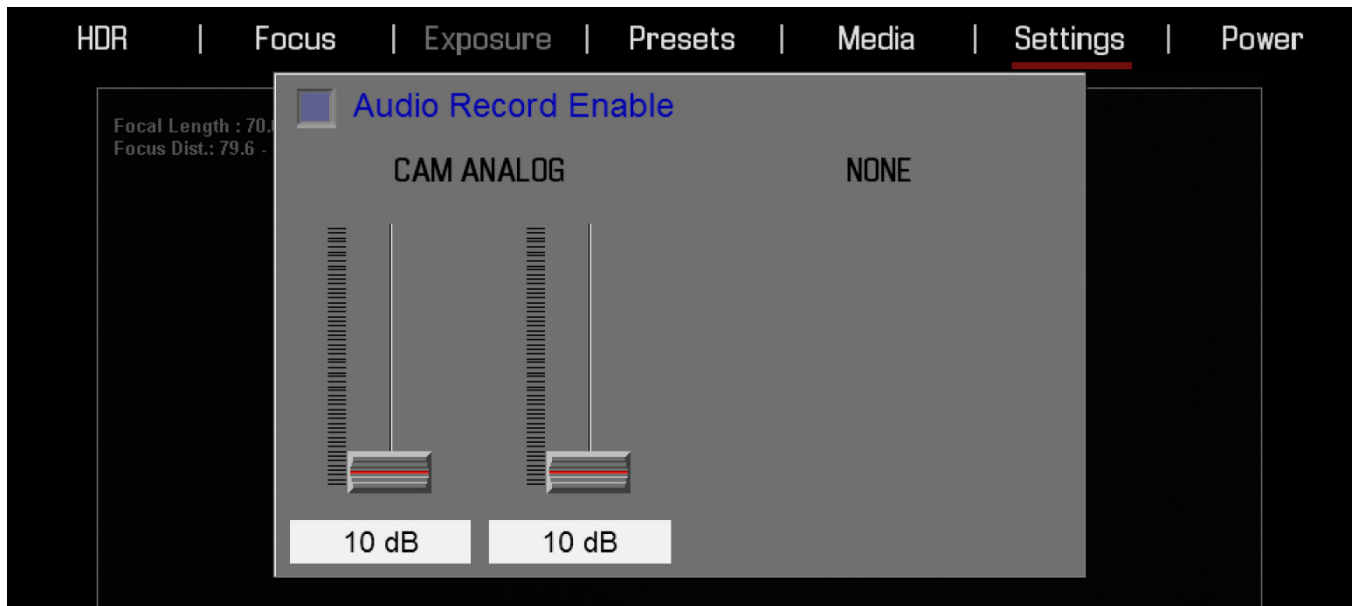 HDR | Focus | Exposure | Presets | Media | Settings | Power
Focal Length : 70.
Focus Dist.: 79.6 -
Audio Record Enable
CAM ANALOG NONE
10 dB 10 dB